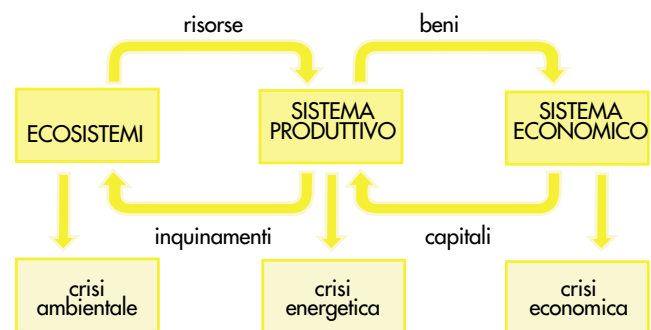 risorse
beni
ECOSISTEMI
SISTEMA
PRODUTTIVO
SISTEMA
ECONOMICO
inquinamenti
capitali
crisi
ambientale
crisi
energetica
crisi
economica